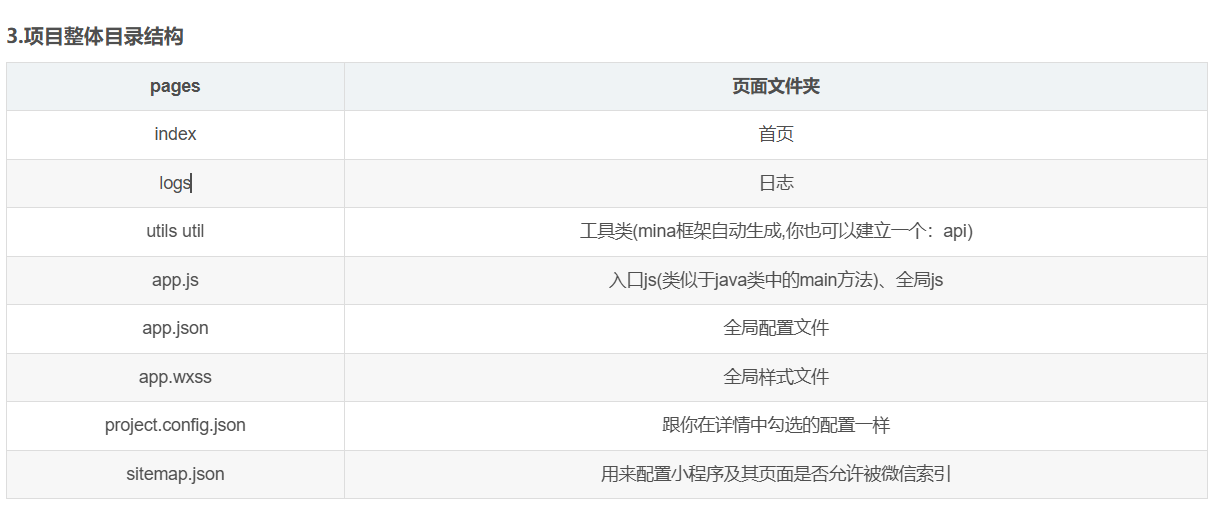 3.项目整体目录结构
pages 页面文件夹
index 首页
logs 日志
utils util 工具类(mina框架自动生成,你也可以建立一个：api)
app.js 入口js(类似于java类中的main方法)、全局js
app.json 全局配置文件
app.wxss 全局样式文件
project.config.json 跟你在详情中勾选的配置一样
sitemap.json 用来配置小程序及其页面是否允许被微信索引